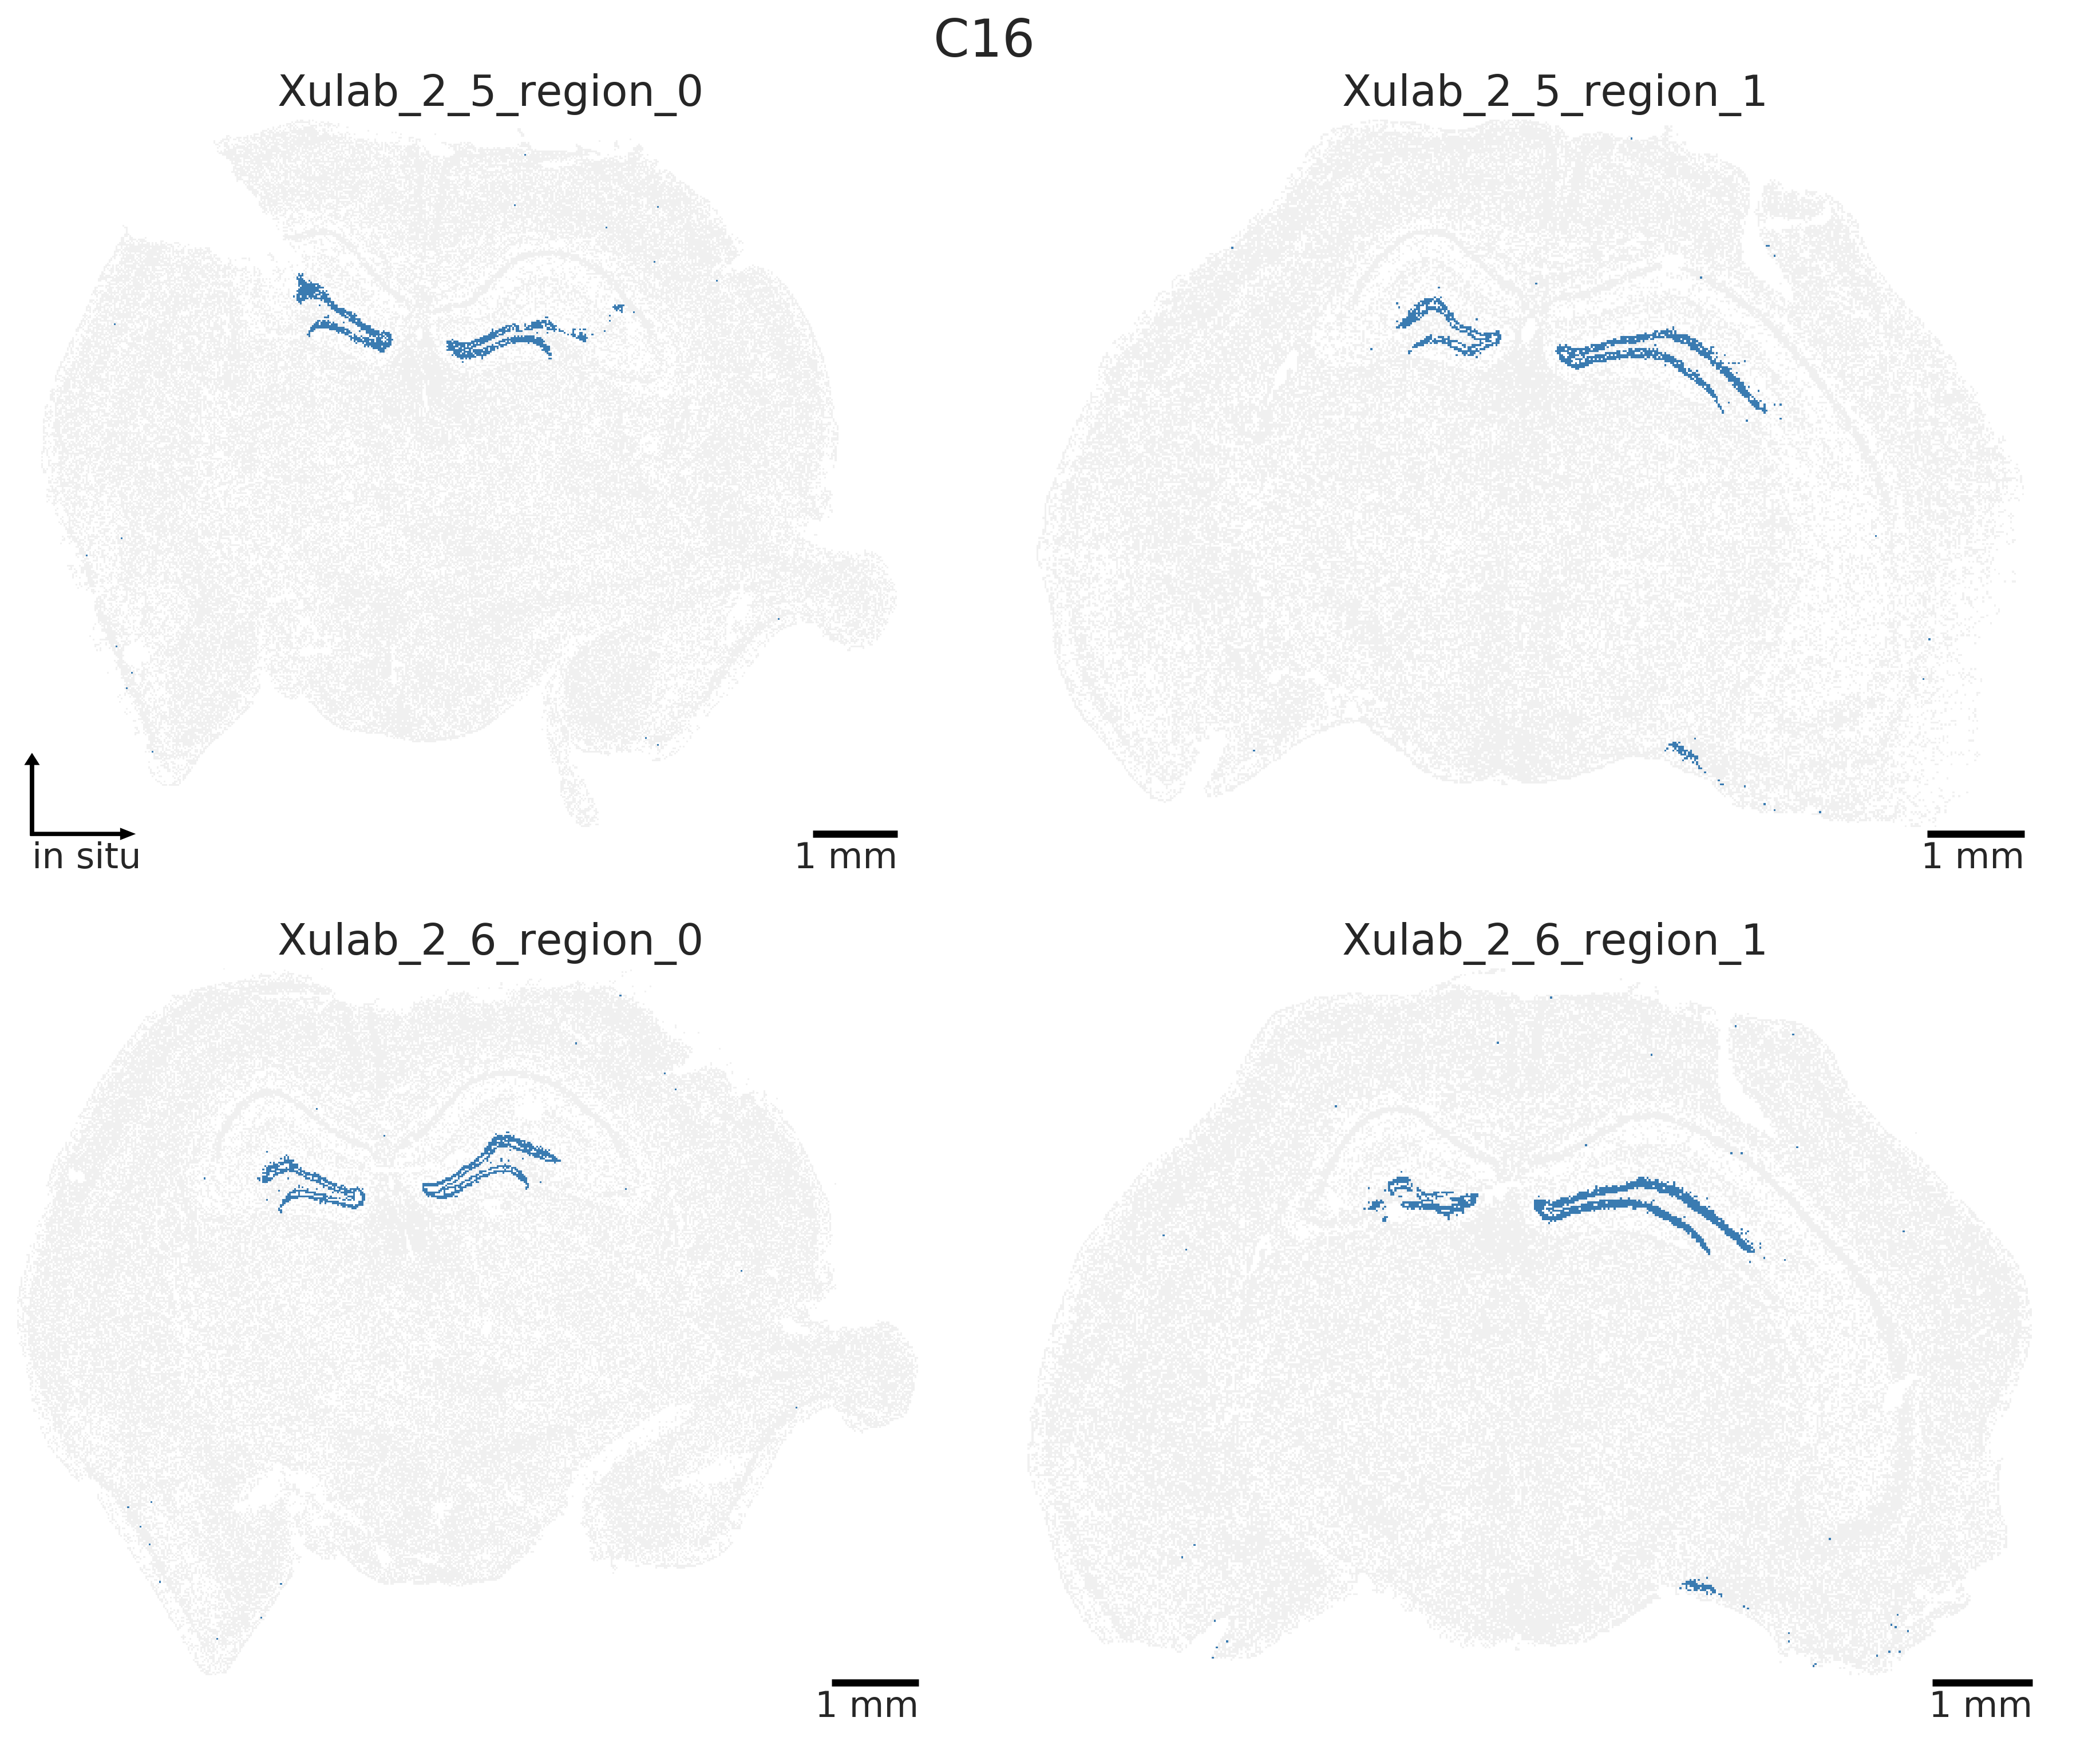 C16
Xulab_2_5_region_0
Xulab_2_5_region_1
in situ
1 mm
1 mm
Xulab_2_6_region_0
Xulab_2_6_region_1
1 mm
1 mm